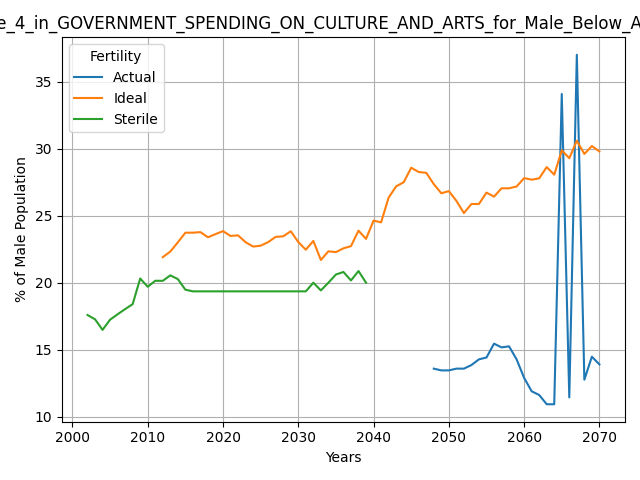 e_4_in_GOVERNMENT_SPENDING_ON_CULTURE_AND_ARTS_for_Male_Below_A
Fertility
Actual
Ideal
Sterile
% of Male Population
35
30
25
20
15
10
2000 2010 2020 2030 2040 2050 2060 2070
Years